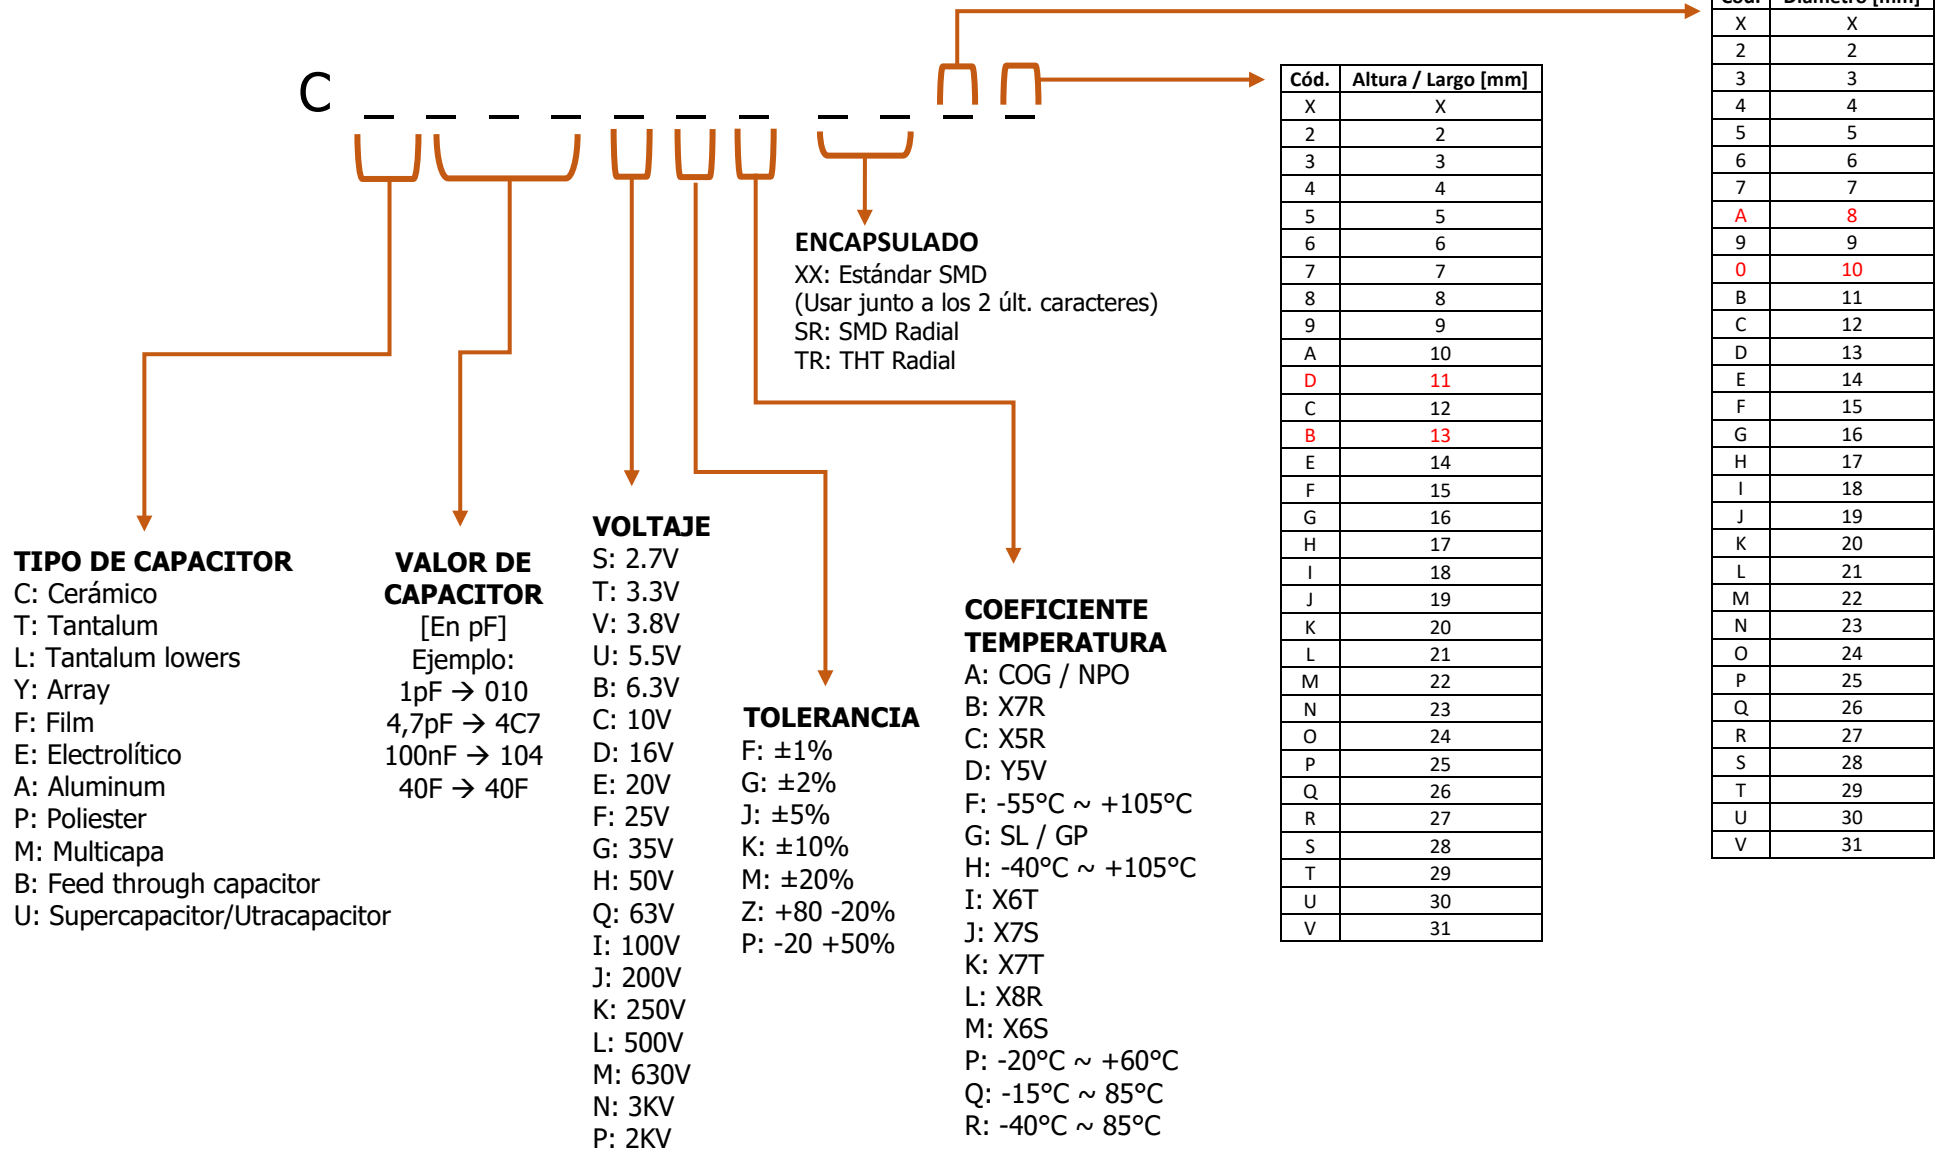 C _ _ _ _ _ _ _ _ _ _ _
ENCAPSULADO
XX: Estándar SMD
(Usar junto a los 2 últ. caracteres)
SR: SMD Radial
TR: THT Radial
TIPO DE CAPACITOR
C: Cerámico
T: Tantalum
L: Tantalum lowers
Y: Array
F: Film
E: Electrolítico
A: Aluminum
P: Poliester
M: Multicapa
B: Feed through capacitor
U: Supercapacitor/Utracapacitor
VALOR DE
CAPACITOR
[En pF]
Ejemplo:
1pF → 010
4,7pF → 4C7
100nF → 104
40F → 40F
VOLTAJE
S: 2.7V
T: 3.3V
V: 3.8V
U: 5.5V
B: 6.3V
C: 10V
D: 16V
E: 20V
F: 25V
G: 35V
H: 50V
Q: 63V
I: 100V
J: 200V
K: 250V
L: 500V
M: 630V
N: 3KV
P: 2KV
TOLERANCIA
F: ±1%
G: ±2%
J: ±5%
K: ±10%
M: ±20%
Z: +80 -20%
P: -20 +50%
COEFICIENTE
TEMPERATURA
A: COG / NPO
B: X7R
C: X5R
D: Y5V
F: -55°C ~ +105°C
G: SL / GP
H: -40°C ~ +105°C
I: X6T
J: X7S
K: X7T
L: X8R
M: X6S
P: -20°C ~ +60°C
Q: -15°C ~ 85°C
R: -40°C ~ 85°C
Cód. Altura / Largo [mm]
X X
2 2
3 3
4 4
5 5
6 6
7 7
8 8
9 9
A 10
D 11
C 12
B 13
E 14
F 15
G 16
H 17
I 18
J 19
K 20
L 21
M 22
N 23
O 24
P 25
Q 26
R 27
S 28
T 29
U 30
V 31
Cód. Diámetro [mm]
X X
2 2
3 3
4 4
5 5
6 6
7 7
A 8
9 9
0 10
B 11
C 12
D 13
E 14
F 15
G 16
H 17
I 18
J 19
K 20
L 21
M 22
N 23
O 24
P 25
Q 26
R 27
S 28
T 29
U 30
V 31